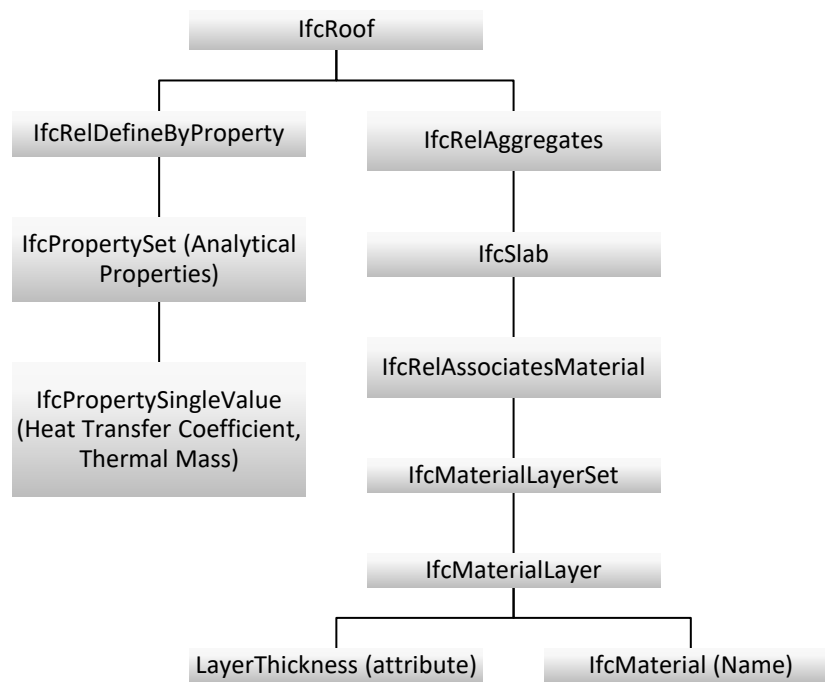 IfcRoof
IfcRelDefineByProperty
IfcRelAggregates
IfcPropertySet (Analytical
Properties)
IfcSlab
IfcPropertySingleValue
(Heat Transfer Coefficient,
Thermal Mass)
IfcRelAssociatesMaterial
IfcMaterialLayerSet
IfcMaterialLayer
LayerThickness (attribute)
IfcMaterial (Name)